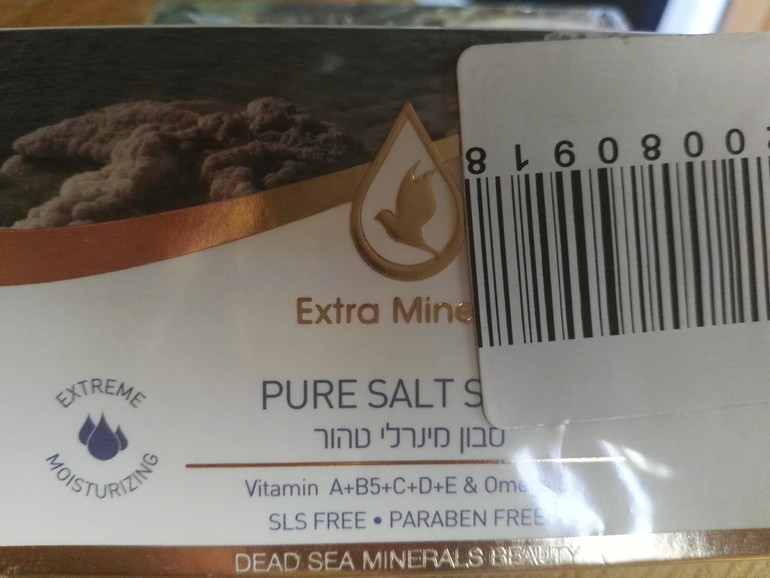 Extra Mine
PURE SALT S
סבון מינרלי טהור
EXTREME
MOISTURIZING
Vitamin A+B5+C+D+E & Ome
SLS FREE • PARABEN FREE
DEAD SEA MINERALS BEAUTY